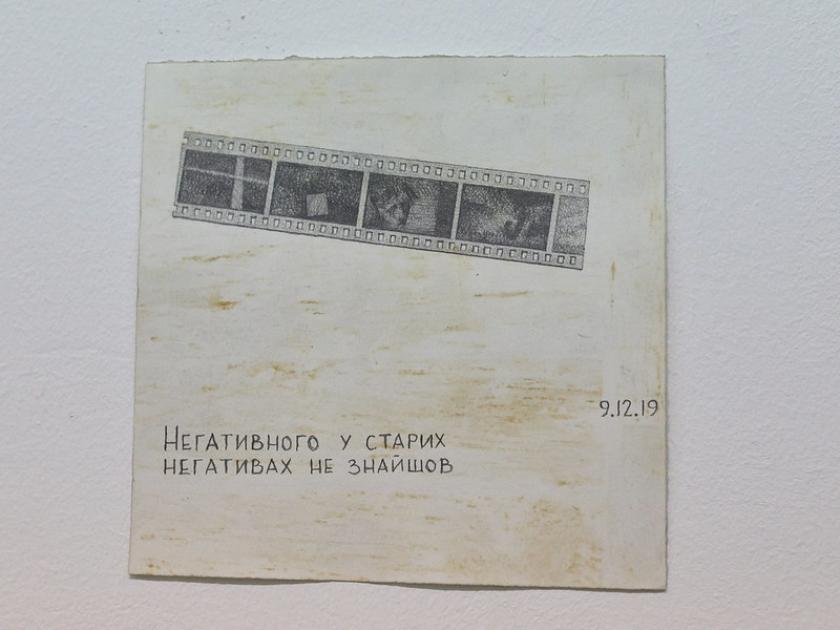 9.12.19
Негативного у старих
негативах не знайшов